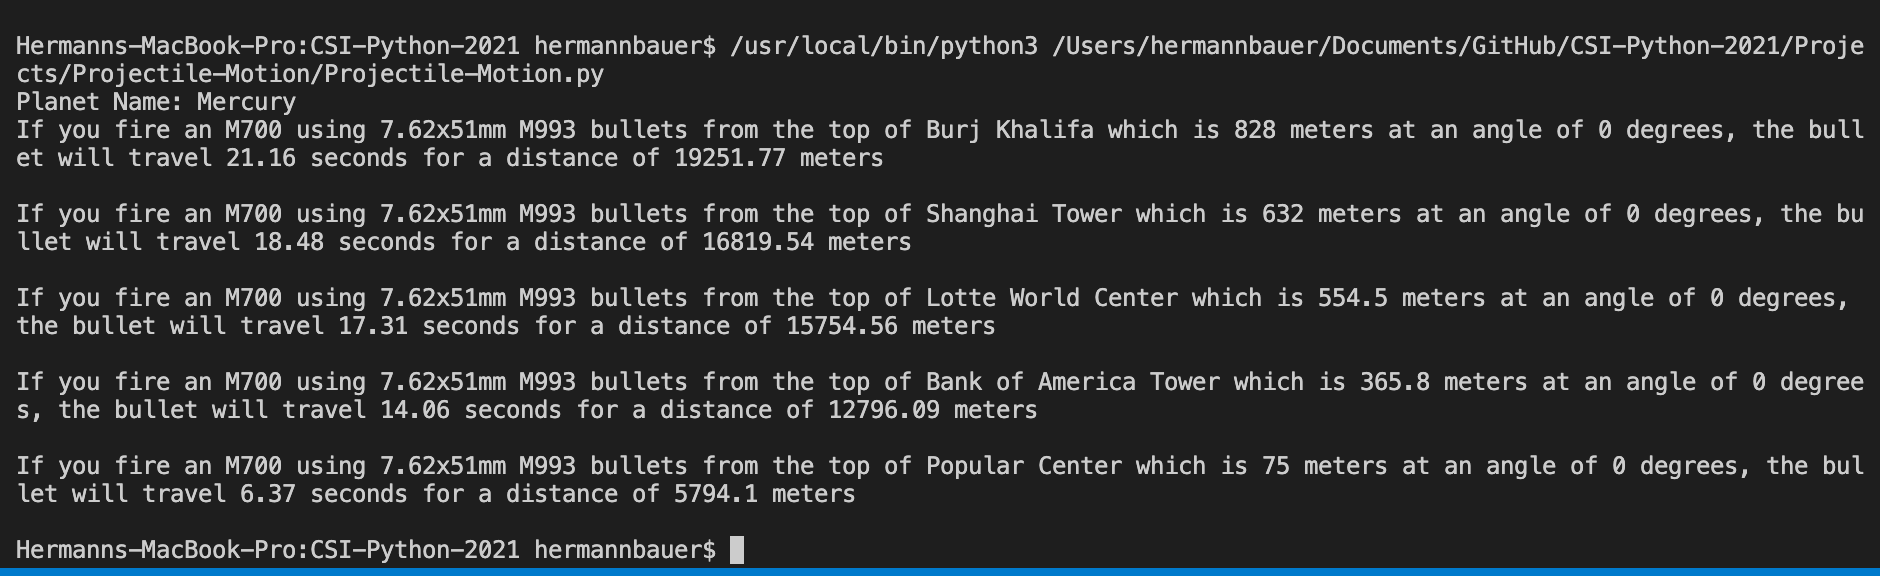 Hermanns-MacBook-Pro:CSI-Python-2021 hermannbauer$ /usr/local/bin/python3 /Users/hermannbauer/Documents/GitHub/CSI-Python-2021/Proje
cts/Projectile-Motion/Projectile-Motion.py
Planet Name: Mercury
If you fire an M700 using 7.62x51mm M993 bullets from the top of Burj Khalifa which is 828 meters at an angle of 0 degrees, the bull
et will travel 21.16 seconds for a distance of 19251.77 meters
If you fire an M700 using 7.62x51mm M993 bullets from the top of Shanghai Tower which is 632 meters at an angle of 0 degrees, the bu
llet will travel 18.48 seconds for a distance of 16819.54 meters
If you fire an M700 using 7.62x51mm M993 bullets from the top of Lotte World Center which is 554.5 meters at an angle of 0 degrees,
the bullet will travel 17.31 seconds for a distance of 15754.56 meters
If you fire an M700 using 7.62x51mm M993 bullets from the top of Bank of America Tower which is 365.8 meters at an angle of 0 degree
s, the bullet will travel 14.06 seconds for a distance of 12796.09 meters
If you fire an M700 using 7.62x51mm M993 bullets from the top of Popular Center which is 75 meters at an angle of 0 degrees, the bul
let will travel 6.37 seconds for a distance of 5794.1 meters
Hermanns-MacBook-Pro:CSI-Python-2021 hermannbauer$